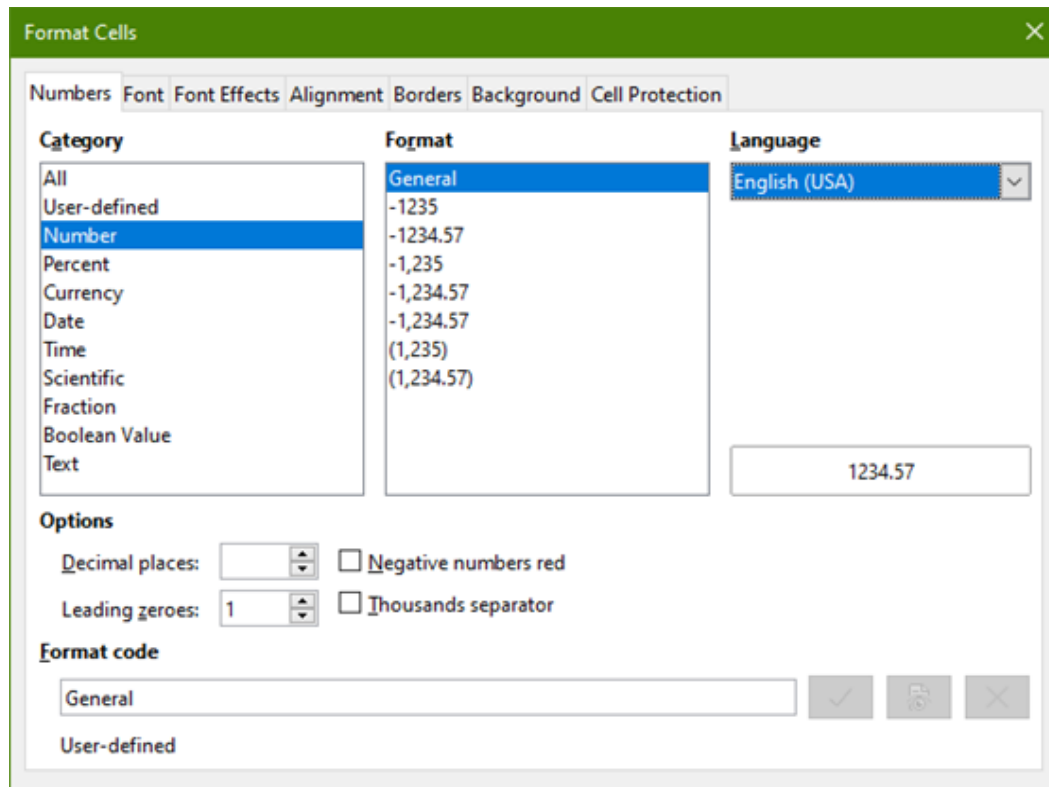 Format Cells
Numbers Font Font Effects Alignment Borders Background Cell Protection
Category
All
User-defined
Number
Percent
Currency
Date
Time
Scientific
Fraction
Boolean Value
Text
Format
General
-1235
-1234.57
-1,235
-1,234.57
-1,234.57
(1,235)
(1,234.57)
Language
English (USA)
1234.57
Options
Decimal places:
Negative numbers red
Leading zeroes: 1
Thousands separator
Format code
General
User-defined